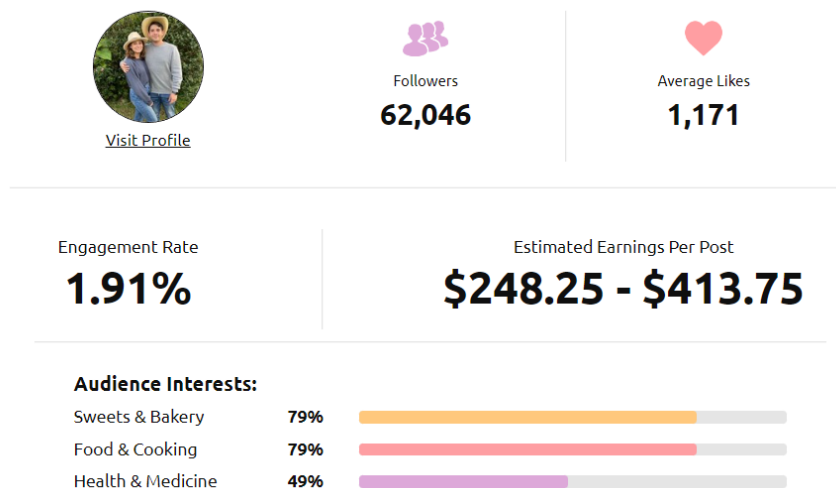 Visit Profile
Followers
62,046
Average Likes
1,171
Engagement Rate
1.91%
Estimated Earnings Per Post
$248.25 - $413.75
Audience Interests:
Sweets & Bakery 79%
Food & Cooking 79%
Health & Medicine 49%